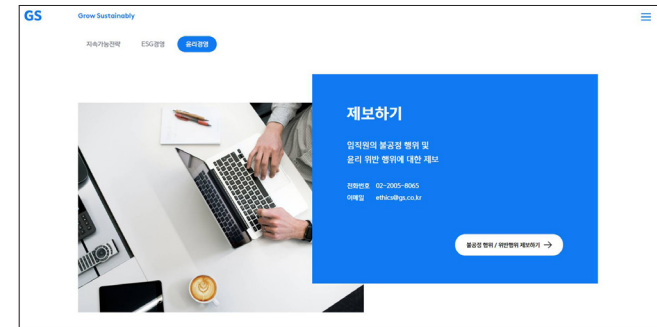 GS
Grow Sustainably
지속가능전략
ESG경영
윤리경영
제보하기
임직원의 불공정 행위 및
윤리 위반 행위에 대한 제보
전화번호 02-2005-8065
이메일 ethics@gs.co.kr
불공정 행위 / 위반행위 제보하기 →